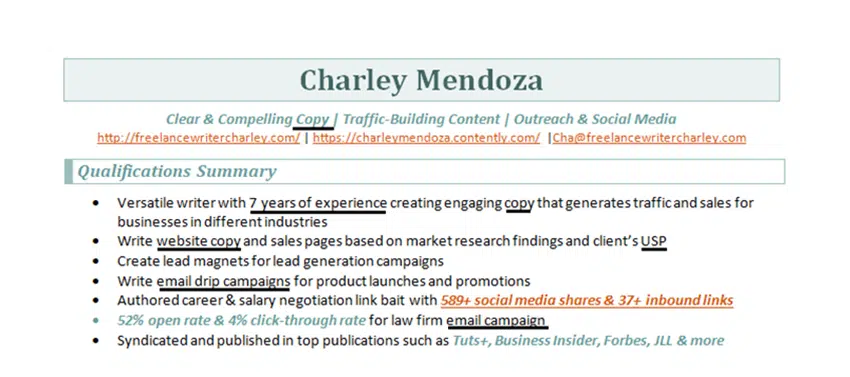 Charley Mendoza
Clear & Compelling Copy | Traffic-Building Content | Outreach & Social Media
http://freelancewritercharley.com/ | https://charleymendoza.contently.com/ |Cha@freelancewritercharley.com
Qualifications Summary
• Versatile writer with 7 years of experience creating engaging copy that generates traffic and sales for
businesses in different industries
• Write website copy and sales pages based on market research findings and client's USP
• Create lead magnets for lead generation campaigns
• Write email drip campaigns for product launches and promotions
• Authored career & salary negotiation link bait with 589+ social media shares & 37+ inbound links
• 52% open rate & 4% click-through rate for law firm email campaign
• Syndicated and published in top publications such as Tuts+, Business Insider, Forbes, JLL & more